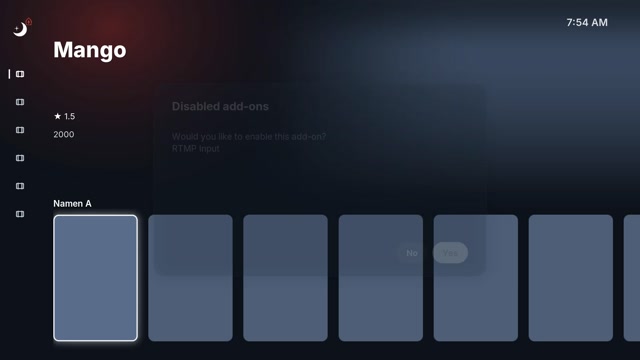 7:54 AM
Mango
★ 1.5
2000
Disabled add-ons
Would you like to enable this add-on?
RTMP Input
No
Yes
Namen A